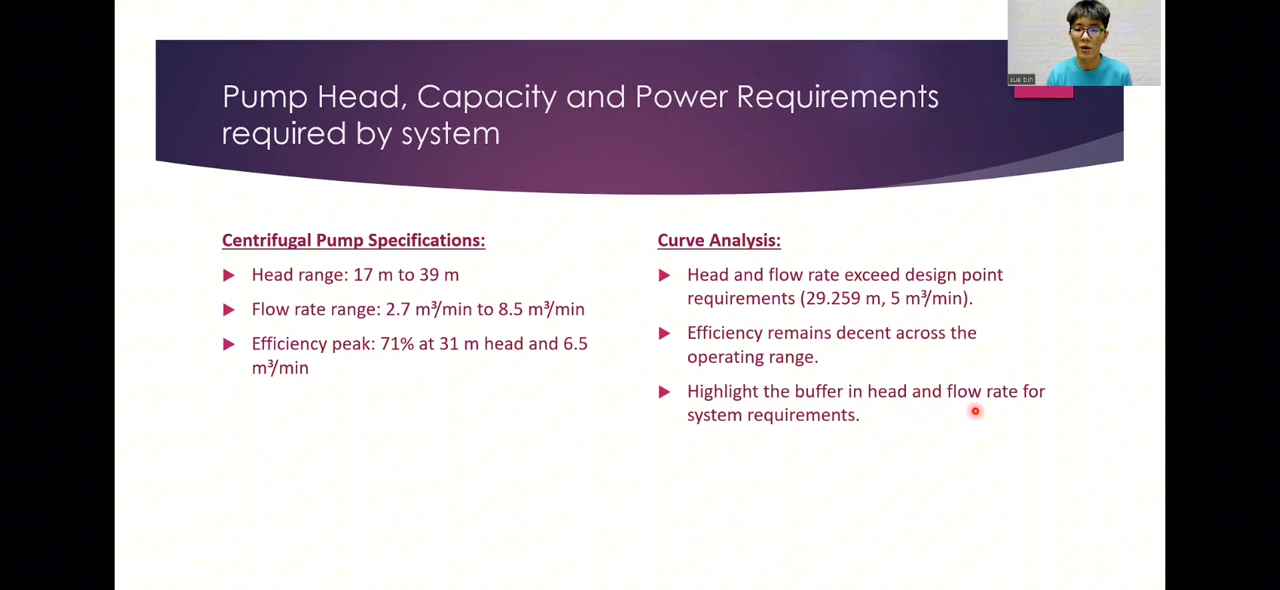 xue bin
Pump Head, Capacity and Power Requirements
required by system
Centrifugal Pump Specifications:
Head range: 17 m to 39 m
Flow rate range: 2.7 m³/min to 8.5 m³/min
Efficiency peak: 71% at 31 m head and 6.5
m³/min
Curve Analysis:
Head and flow rate exceed design point
requirements (29.259 m, 5 m³/min).
Efficiency remains decent across the
operating range.
Highlight the buffer in head and flow rate for
system requirements.